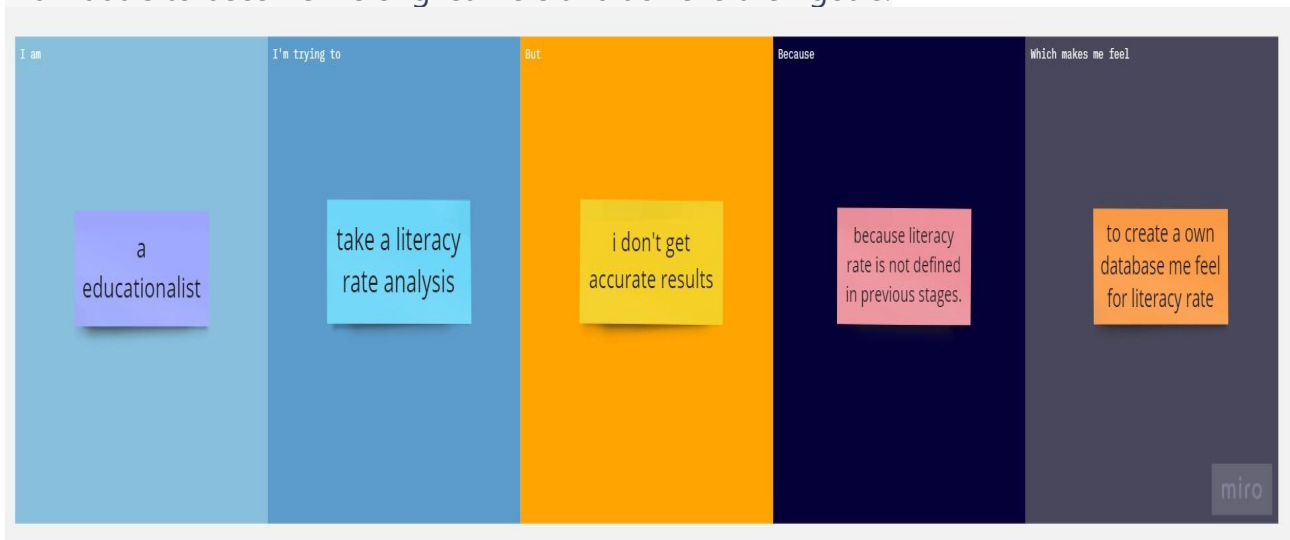 I am
a
educationalist
I'm trying to
take a literacy
rate analysis
But
i don't get
accurate results
Because
because literacy
rate is not defined
in previous stages.
Which makes me feel
to create a own
database me feel
for literacy rate
miro